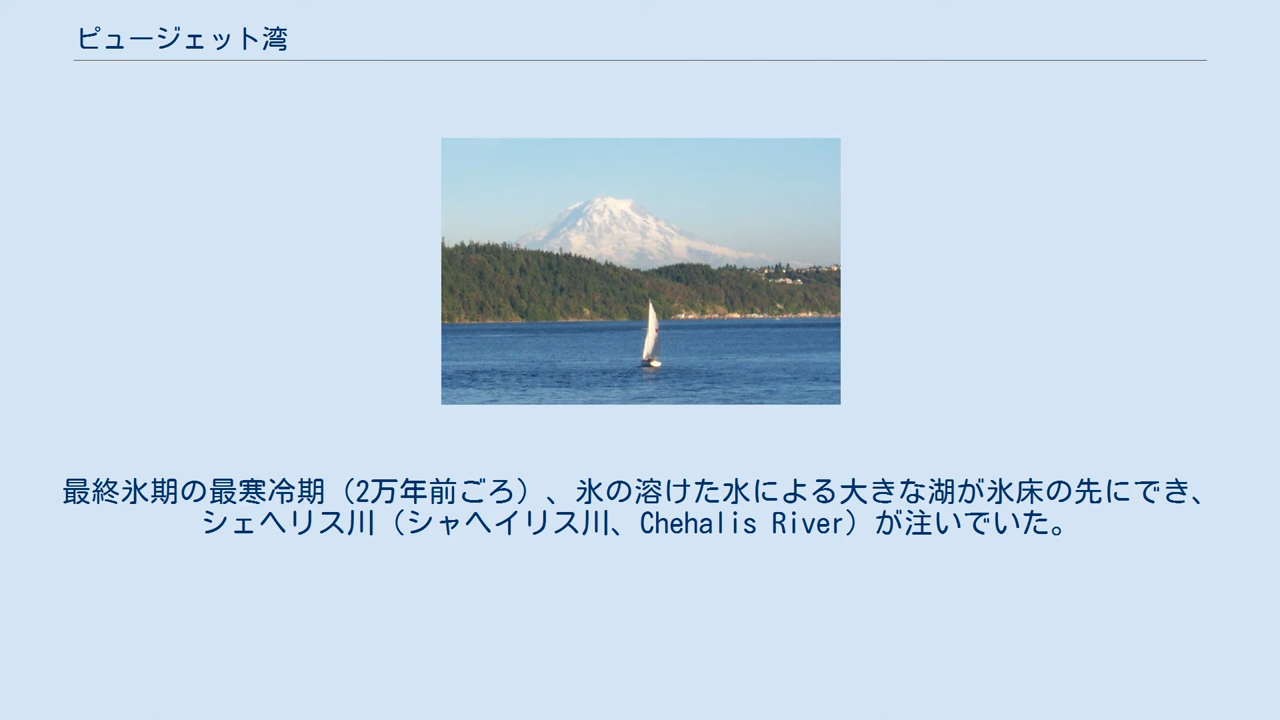 ピュージェット湾
最終氷期の最寒冷期（2万年前ごろ）、氷の溶けた水による大きな湖が氷床の先にでき、
シェヘリス川（シャヘイリス川、Chehalis River）が注いでいた。